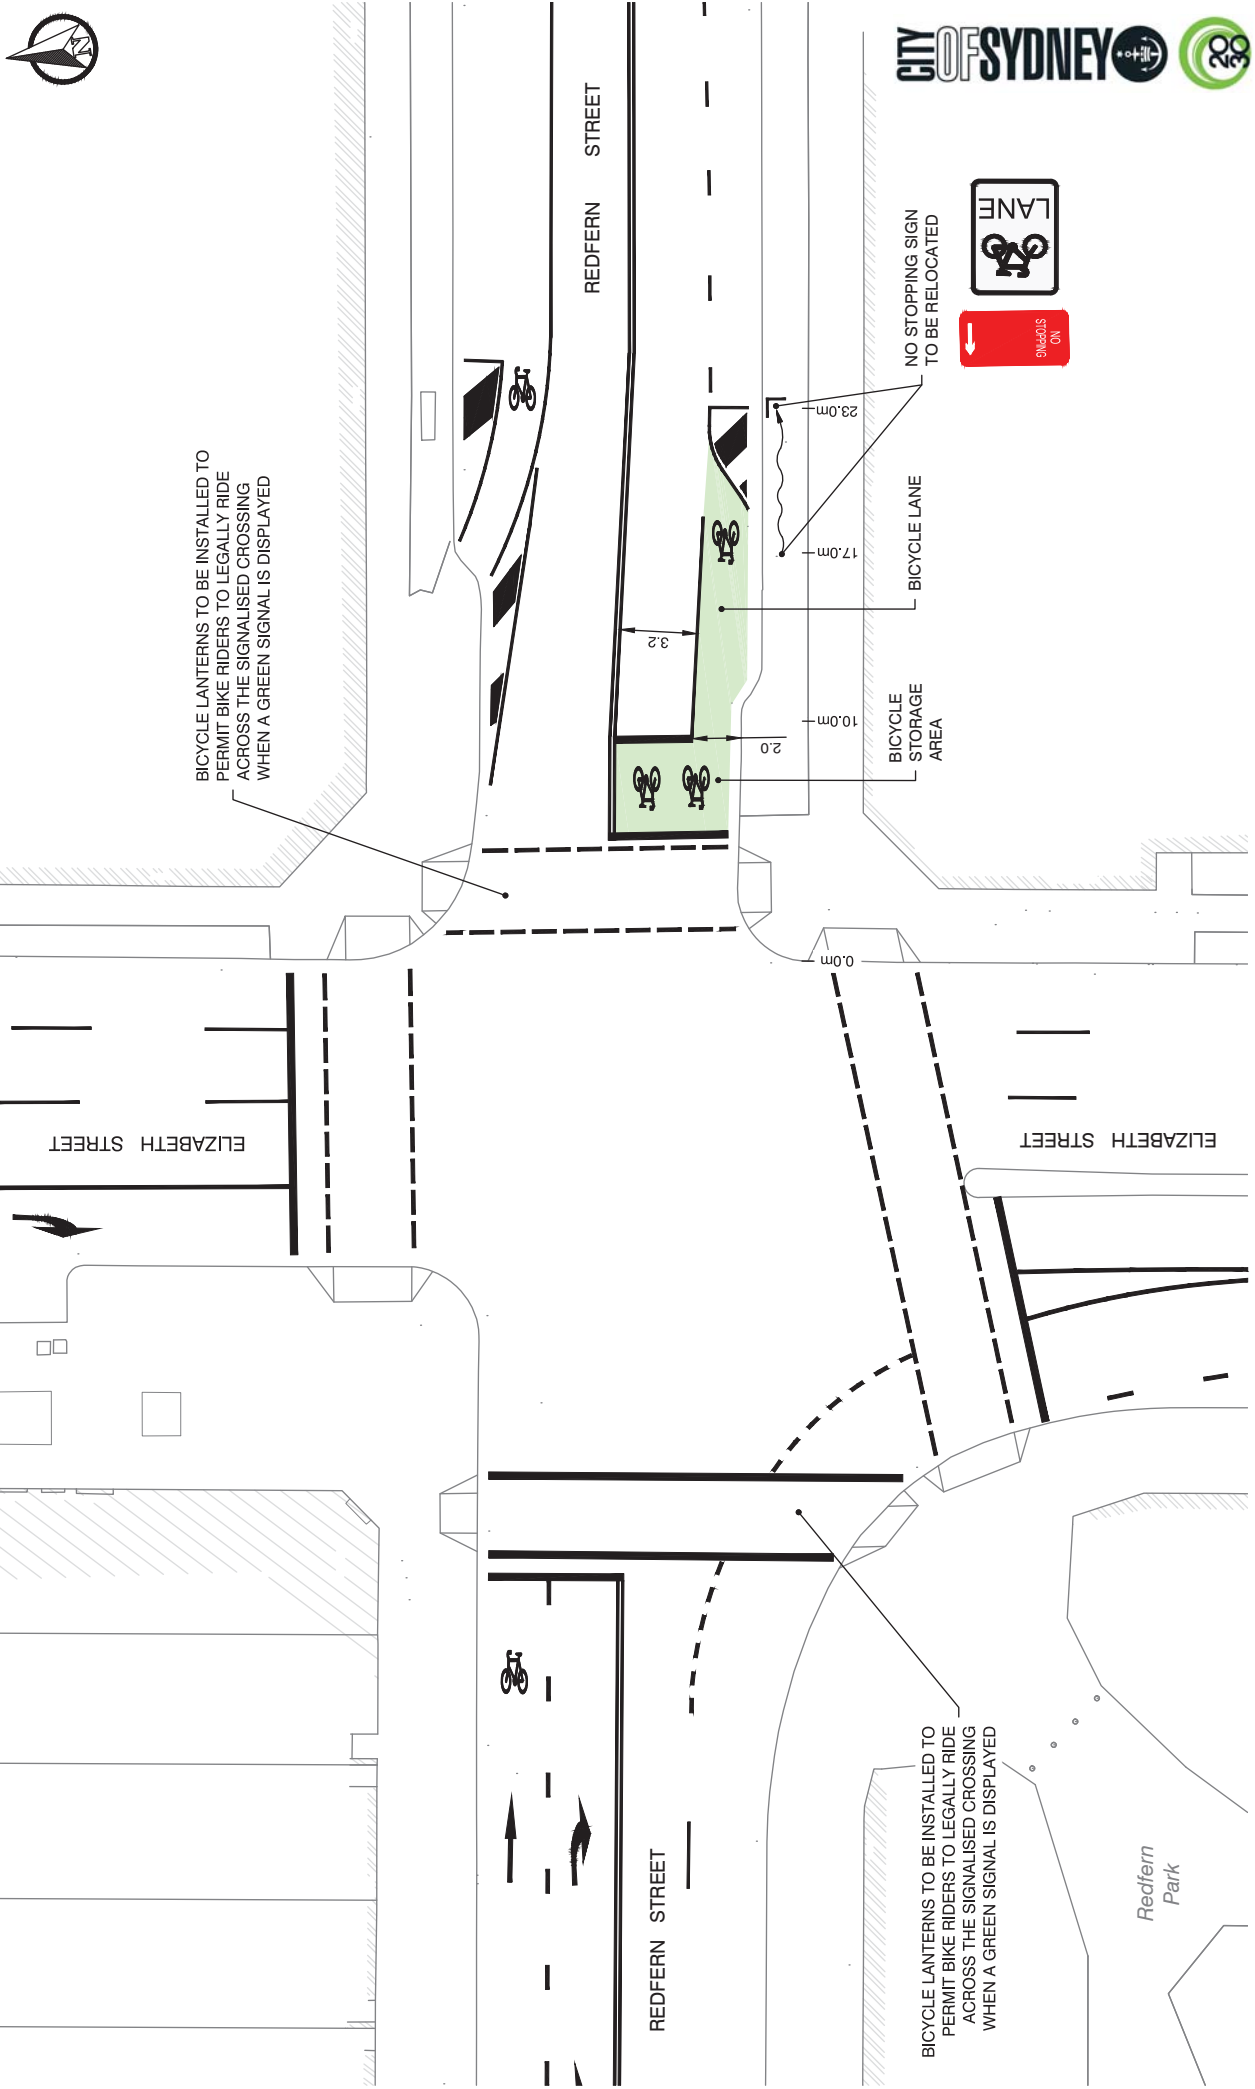 N
CITY OF SYDNEY
2030
REDFERN STREET
LANE
NO
STOPPING
NO STOPPING SIGN
TO BE RELOCATED
BICYCLE LANTERNS TO BE INSTALLED TO
PERMIT BIKE RIDERS TO LEGALLY RIDE
ACROSS THE SIGNALISED CROSSING
WHEN A GREEN SIGNAL IS DISPLAYED
23.0m
17.0m
BICYCLE LANE
3.2
10.0m
2.0
BICYCLE
STORAGE
AREA
0.0m
ELIZABETH STREET
ELIZABETH STREET
REDFERN STREET
BICYCLE LANTERNS TO BE INSTALLED TO
PERMIT BIKE RIDERS TO LEGALLY RIDE
ACROSS THE SIGNALISED CROSSING
WHEN A GREEN SIGNAL IS DISPLAYED
Redfern
Park